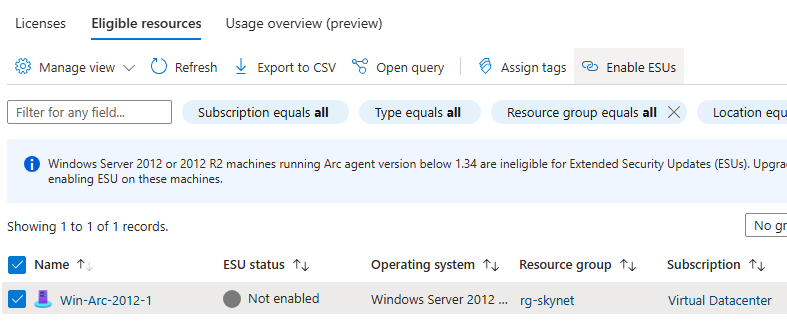 Licenses Eligible resources Usage overview (preview)
Manage view Refresh Export to CSV Open query Assign tags Enable ESUs
Filter for any field... Subscription equals all Type equals all Resource group equals all Location equ
Windows Server 2012 or 2012 R2 machines running Arc agent version below 1.34 are ineligible for Extended Security Updates (ESUs). Upgra
enabling ESU on these machines.
Showing 1 to 1 of 1 records. No gr
Name ESU status Operating system Resource group Subscription
Win-Arc-2012-1 Not enabled Windows Server 2012 ... rg-skynet Virtual Datacenter